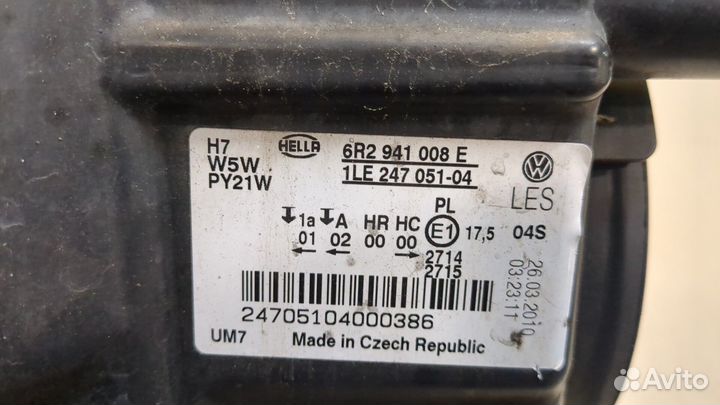 H7
W5W
PY21W
HELLA
6R2 941 008 E
1LE 247 051-04
LES
PL
1a A HR HC
01 02 00 00
E1 17,5 04S
2714
2715
26.03.2010
03:23:11
24705104000386
UM7 Made in Czech Republic
Avito